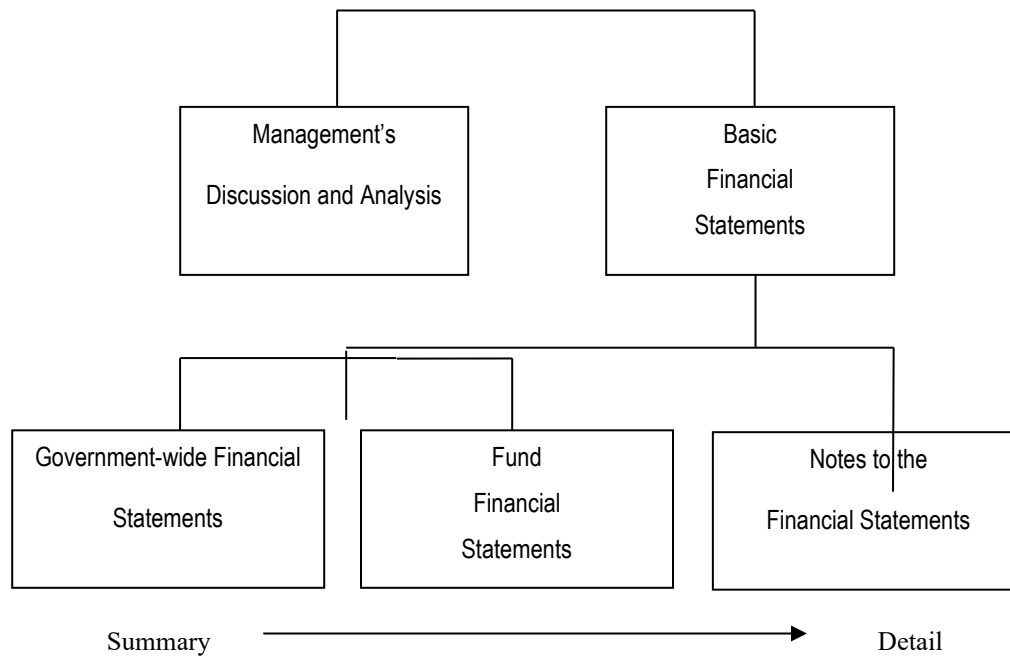 Management’s
Discussion and Analysis
Basic
Financial
Statements
Government-wide Financial
Statements
Fund
Financial
Statements
Notes to the
Financial Statements
Summary
Detail